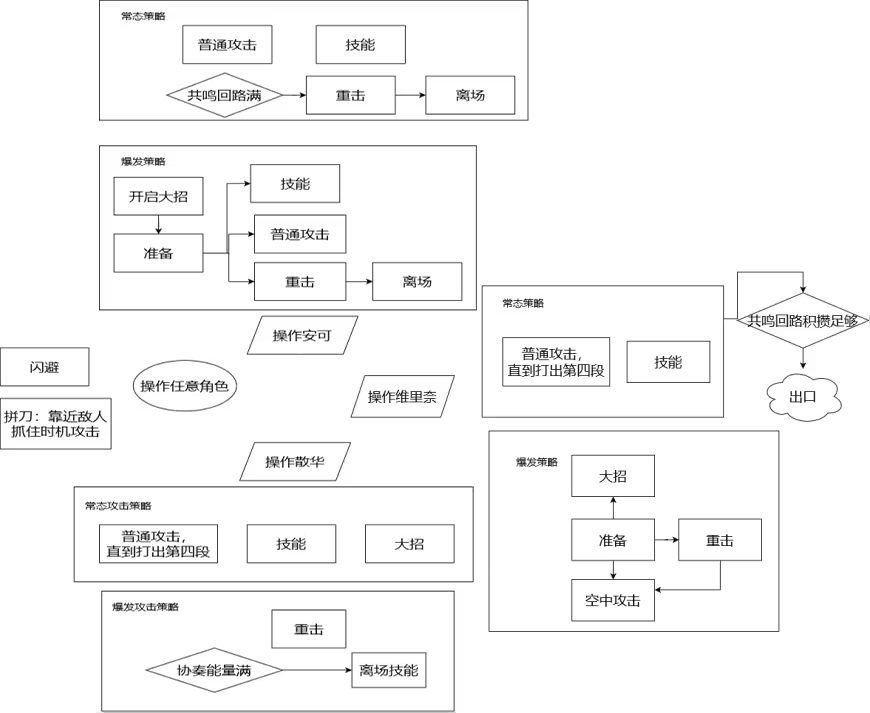 常态策略
普通攻击
技能
共鸣回路满
重击
离场
爆发策略
开启大招
技能
准备
普通攻击
重击
离场
操作安可
常态策略
共鸣回路积攒足够
普通攻击，
直到打出第四段
技能
闪避
操作任意角色
操作维里奈
出口
拼刀：靠近敌人
抓住时机攻击
操作散华
爆发策略
大招
常态攻击策略
普通攻击，
直到打出第四段
技能
大招
准备
重击
空中攻击
爆发攻击策略
重击
协奏能量满
离场技能